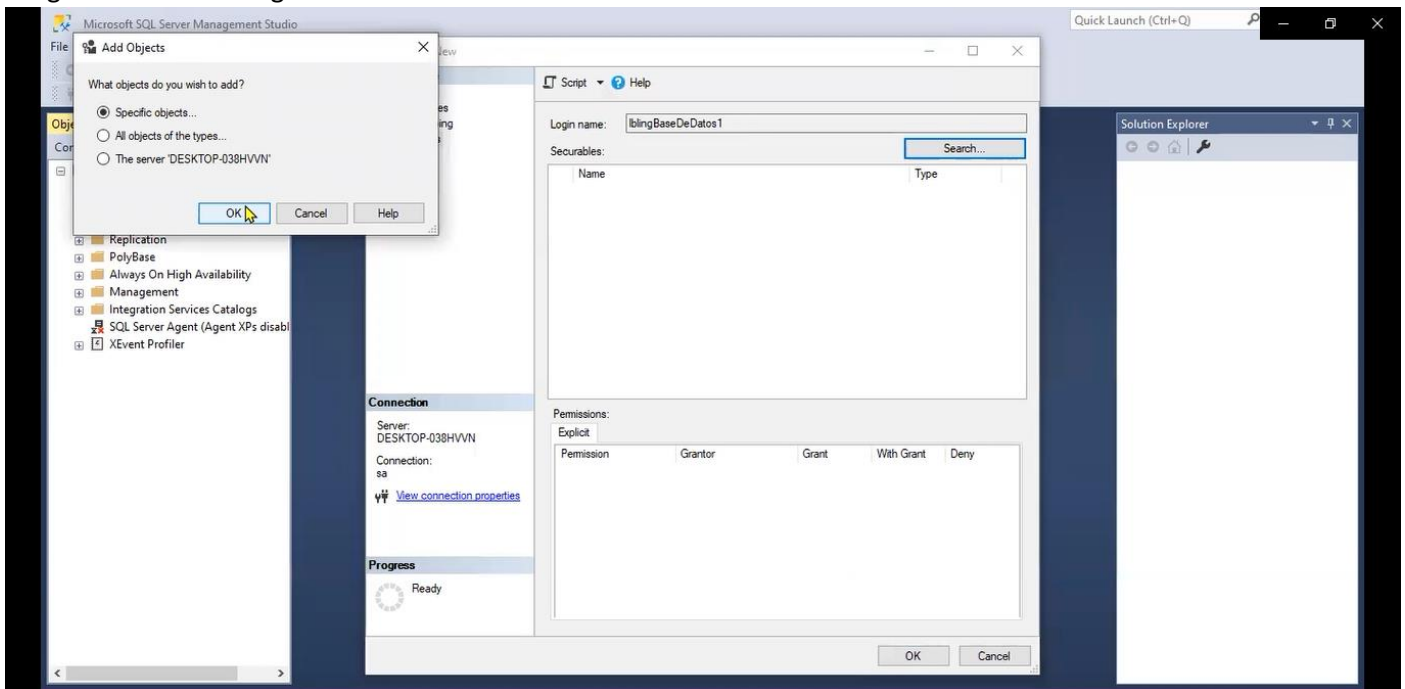 Microsoft SQL Server Management Studio
Quick Launch (Ctrl+Q)
File
Add Objects
What objects do you wish to add?
Specific objects...
All objects of the types...
The server 'DESKTOP-038HVVN'
OK
Cancel
Help
Replication
PolyBase
Always On High Availability
Management
Integration Services Catalogs
SQL Server Agent (Agent XPs disabl
XEvent Profiler
Script
Help
Login name:
lblingBaseDeDatos1
Securables:
Search...
Name
Type
Connection
Server:
DESKTOP-038HVVN
Connection:
sa
View connection properties
Progress
Ready
Permissions:
Explicit
Permission
Grantor
Grant
With Grant
Deny
OK
Cancel
Solution Explorer